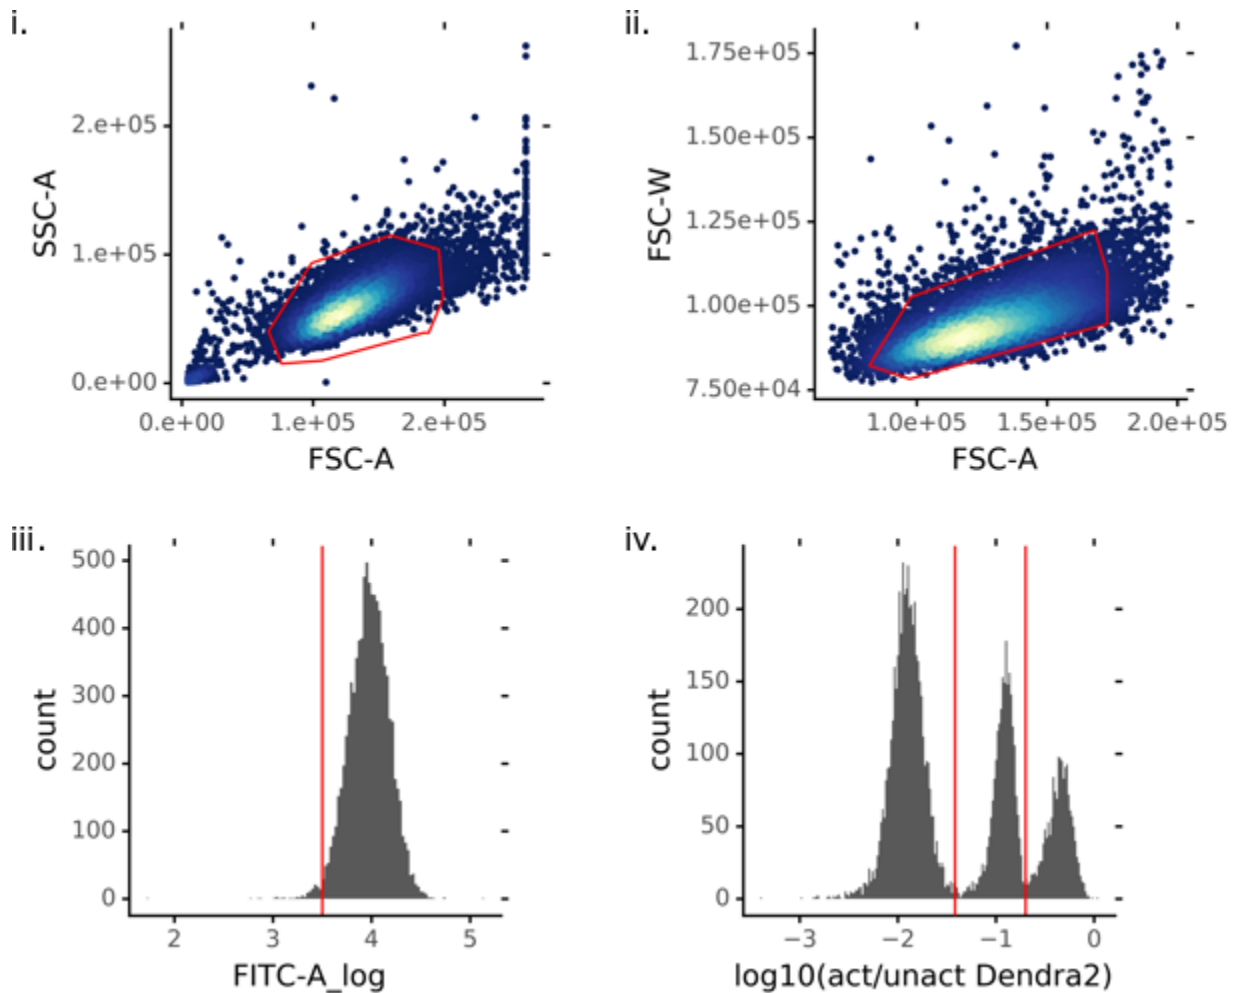 i.
SSC-A
2.e+05
1.e+05
0.e+00
0.e+00 1.e+05 2.e+05
FSC-A
ii.
FSC-W
1.75e+05
1.50e+05
1.25e+05
1.00e+05
7.50e+04
1.0e+05 1.5e+05 2.0e+05
FSC-A
iii.
count
500
400
300
200
100
0
2 3 4 5
FITC-A_log
iv.
count
200
150
100
50
0
−3 −2 −1 0
log10(act/unact Dendra2)